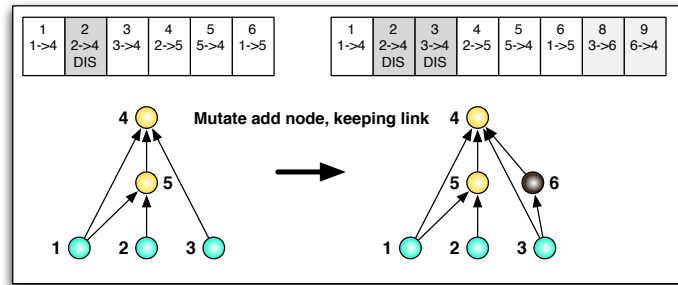 1 2 3 4 5 6
1->4 2->4 3->4 2->5 5->4 1->5
DIS
1 2 3 4 5 6 8 9
1->4 2->4 3->4 2->5 5->4 1->5 3->6 6->4
DIS DIS
4 Mutate add node, keeping link 4
5 5 6
1 2 3 1 2 3